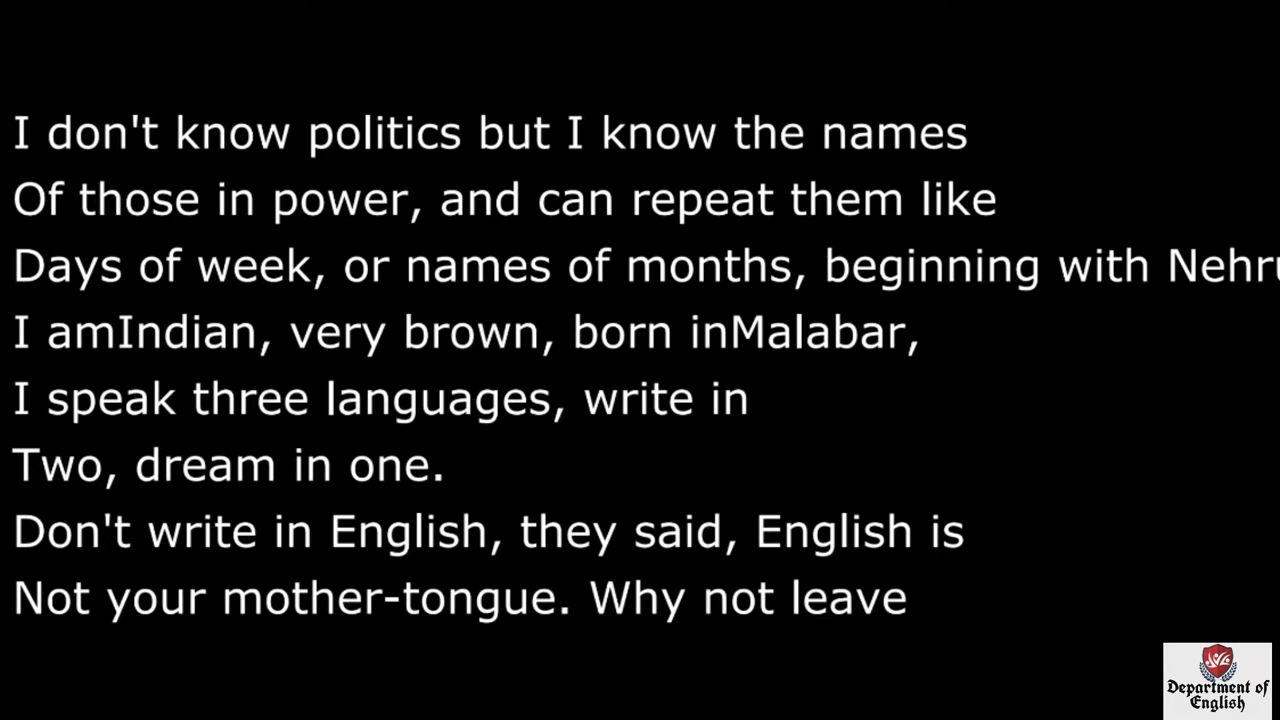 I don't know politics but I know the names
Of those in power, and can repeat them like
Days of week, or names of months, beginning with Nehru
I amIndian, very brown, born inMalabar,
I speak three languages, write in
Two, dream in one.
Don't write in English, they said, English is
Not your mother-tongue. Why not leave
Department of
English